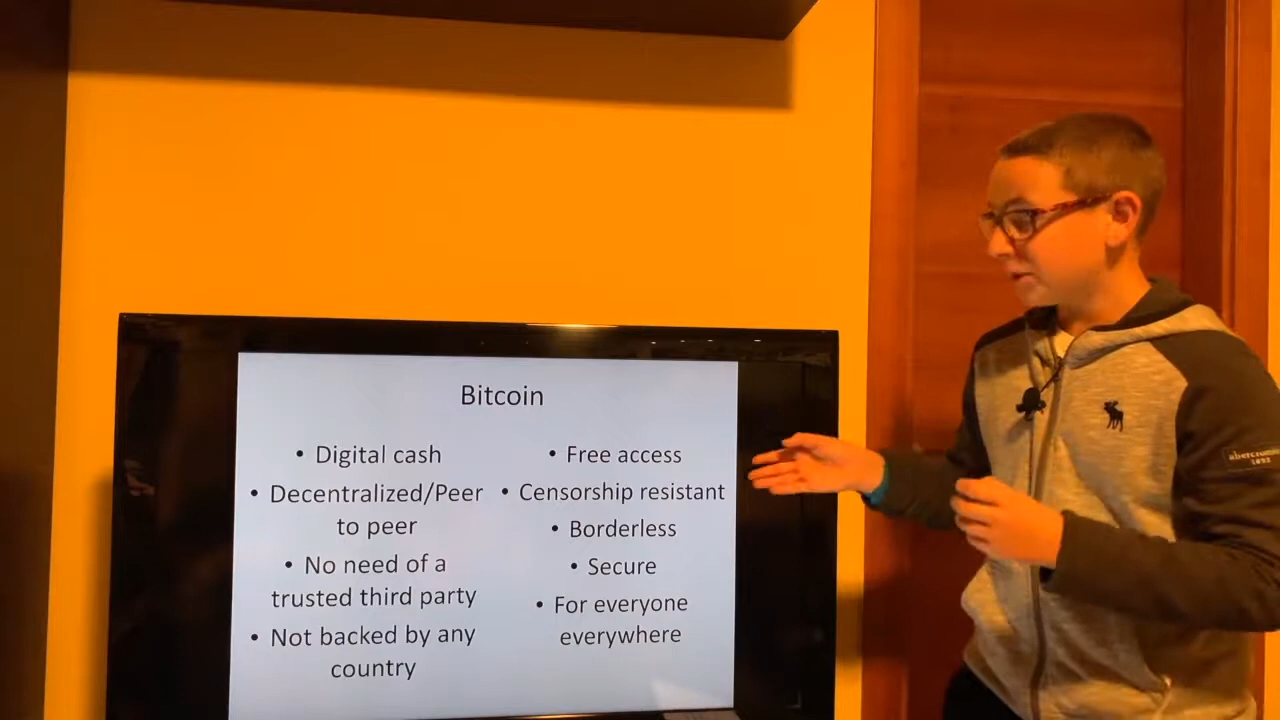 Bitcoin
• Digital cash
• Decentralized/Peer
to peer
• No need of a
trusted third party
• Not backed by any
country
• Free access
• Censorship resistant
• Borderless
• Secure
• For everyone
everywhere
1892